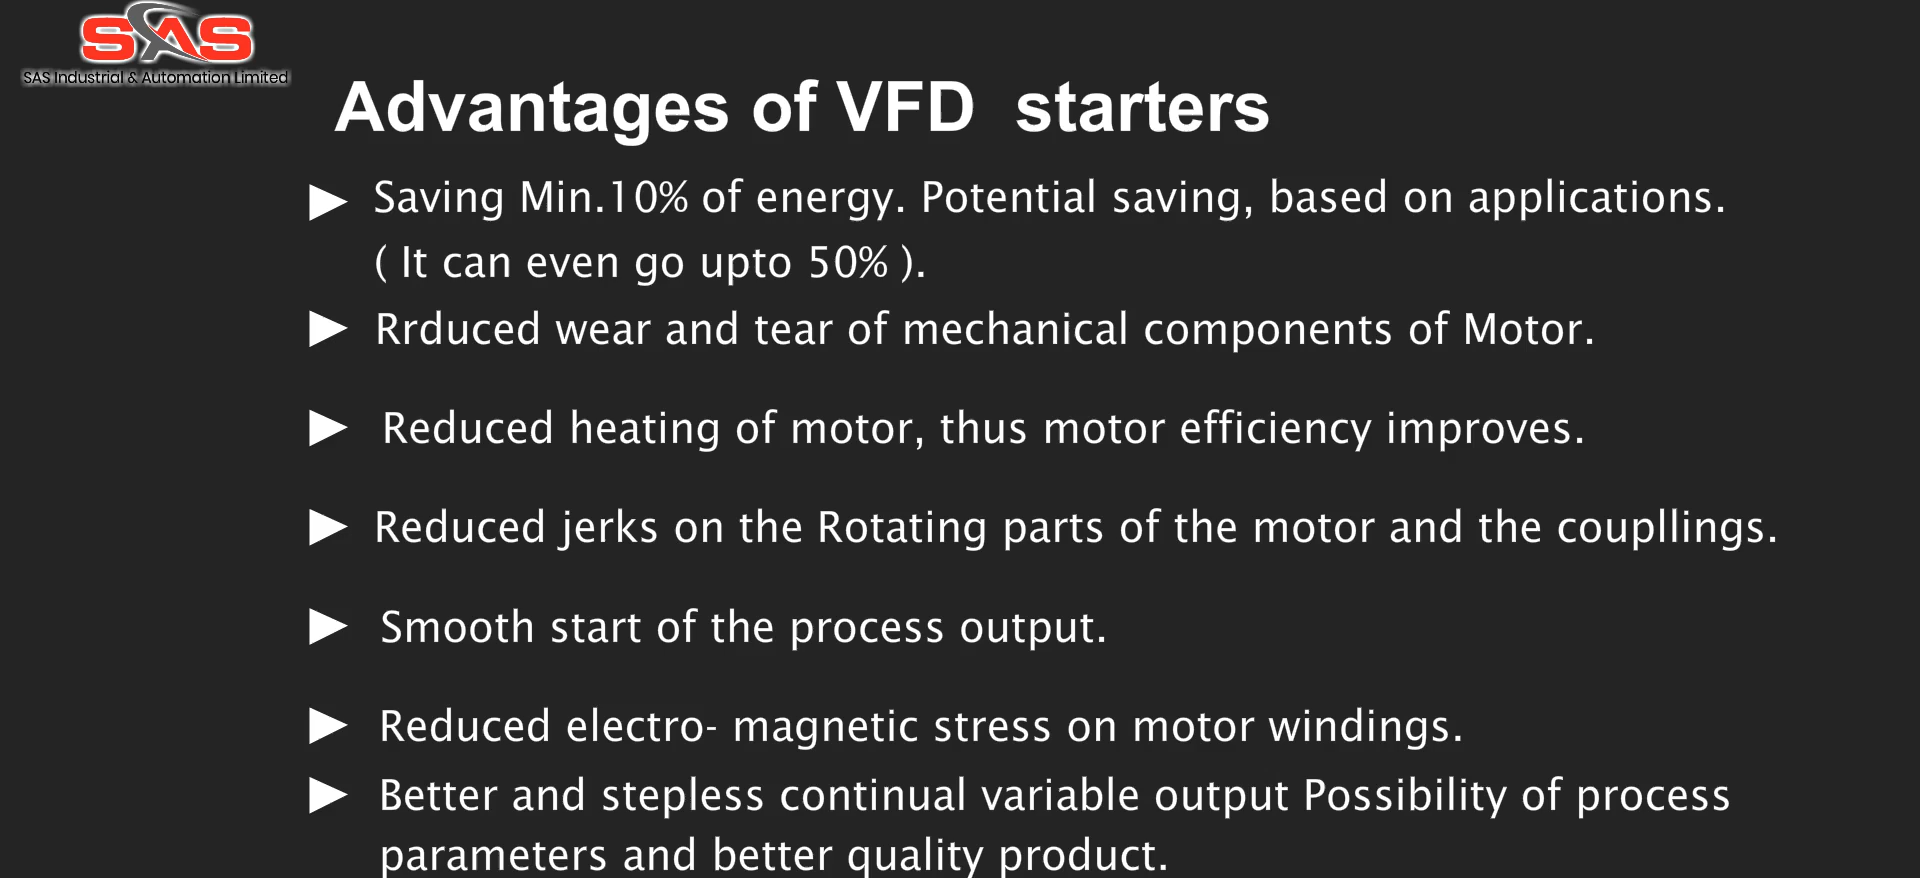 SAS
SAS Industrial & Automation Limited
Advantages of VFD starters
Saving Min.10% of energy. Potential saving, based on applications.
( It can even go upto 50% ).
Rrduced wear and tear of mechanical components of Motor.
Reduced heating of motor, thus motor efficiency improves.
Reduced jerks on the Rotating parts of the motor and the coupllings.
Smooth start of the process output.
Reduced electro- magnetic stress on motor windings.
Better and stepless continual variable output Possibility of process
parameters and better quality product.